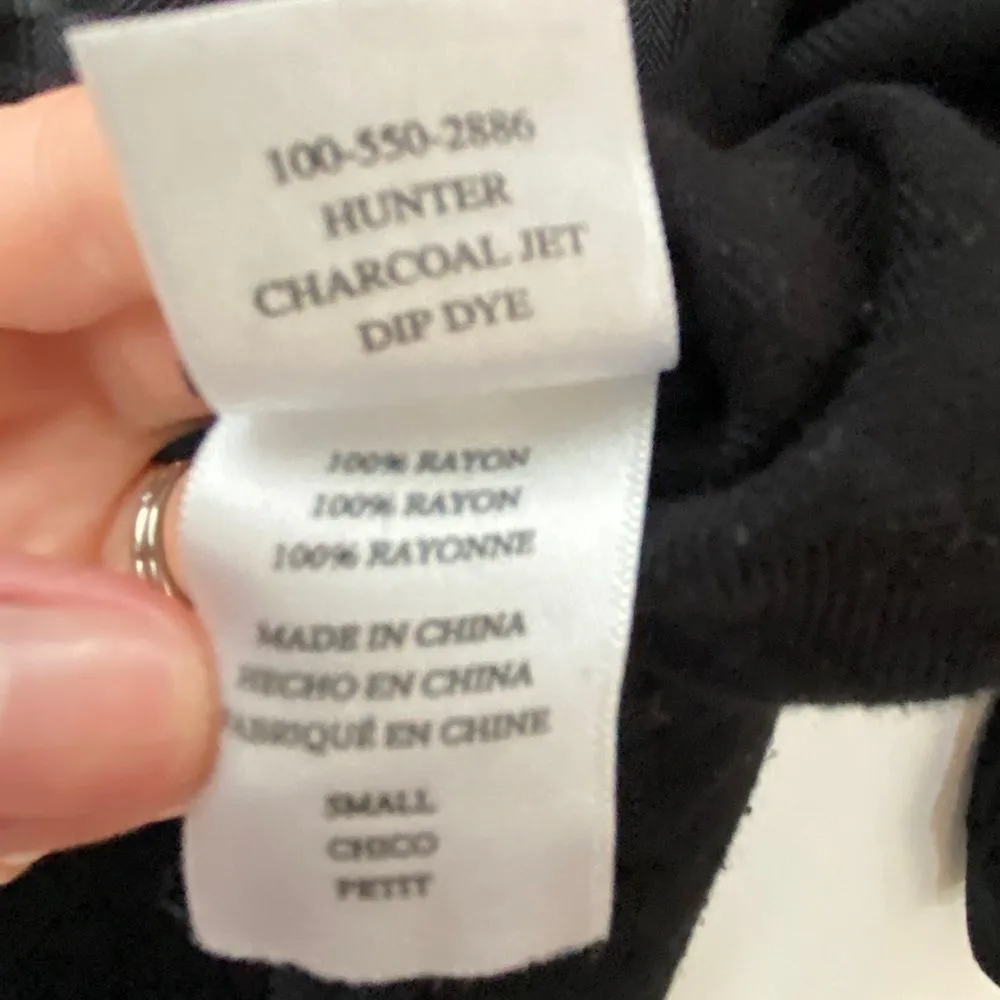 100-550-2886
HUNTER
CHARCOAL JET
DIP DYE
100% RAYON
100% RAYON
100% RAYONNE
MADE IN CHINA
HECHO EN CHINA
FABRIQUÉ EN CHINE
SMALL
CHICO
PETIT